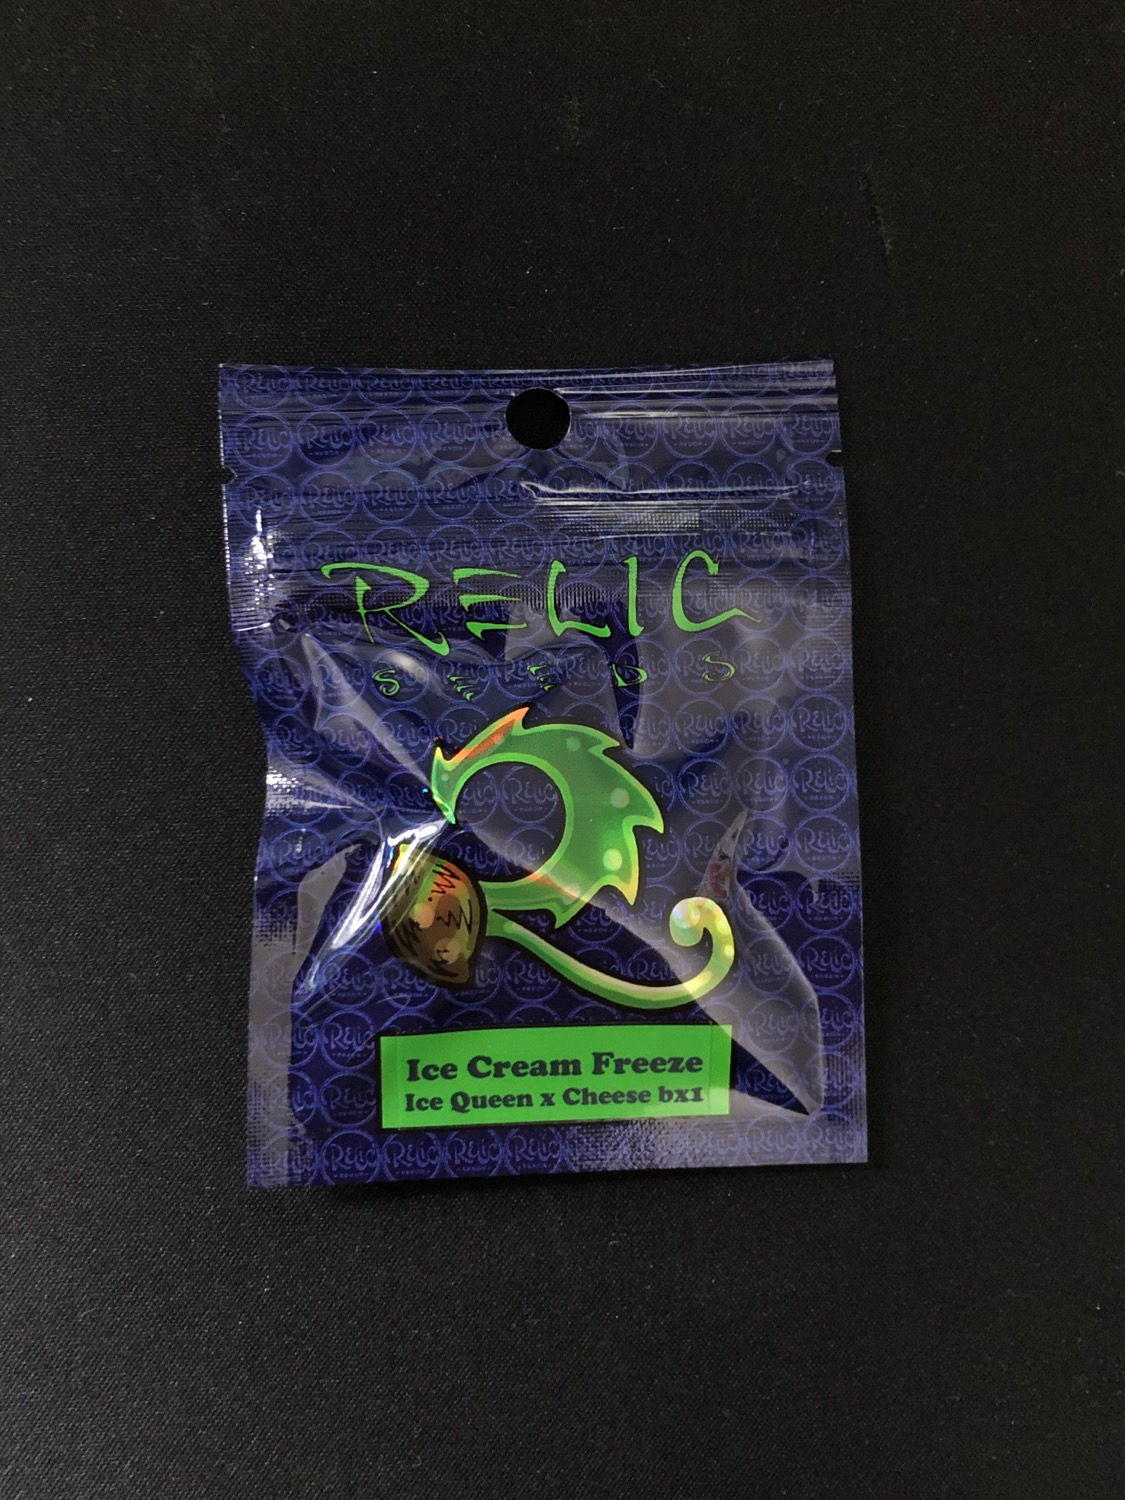 RELIC
SEEDS
Ice Cream Freeze
Ice Queen x Cheese bx1